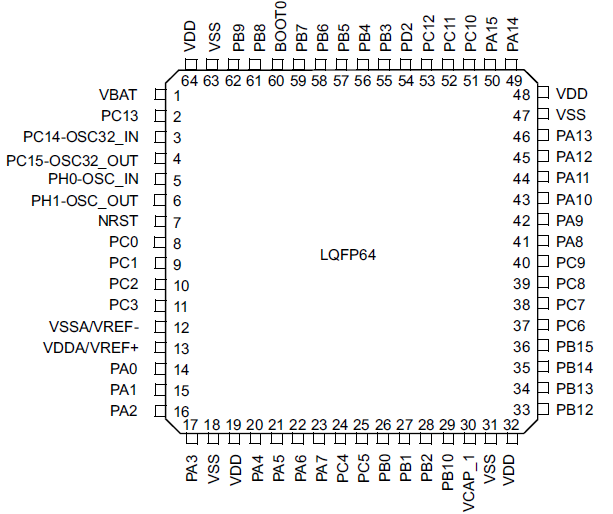 VDD
VSS
PB9
PB8
BOOT0
PB7
PB6
PB5
PB4
PB3
PD2
PC12
PC11
PC10
PA15
PA14
64 63 62 61 60 59 58 57 56 55 54 53 52 51 50 49
VBAT 1
PC13 2
PC14-OSC32_IN 3
PC15-OSC32_OUT 4
PH0-OSC_IN 5
PH1-OSC_OUT 6
NRST 7
PC0 8
PC1 9
PC2 10
PC3 11
VSSA/VREF- 12
VDDA/VREF+ 13
PA0 14
PA1 15
PA2 16
LQFP64
48 VDD
47 VSS
46 PA13
45 PA12
44 PA11
43 PA10
42 PA9
41 PA8
40 PC9
39 PC8
38 PC7
37 PC6
36 PB15
35 PB14
34 PB13
33 PB12
17 18 19 20 21 22 23 24 25 26 27 28 29 30 31 32
PA3
VSS
VDD
PA4
PA5
PA6
PA7
PC4
PC5
PB0
PB1
PB2
PB10
VCAP_1
VSS
VDD